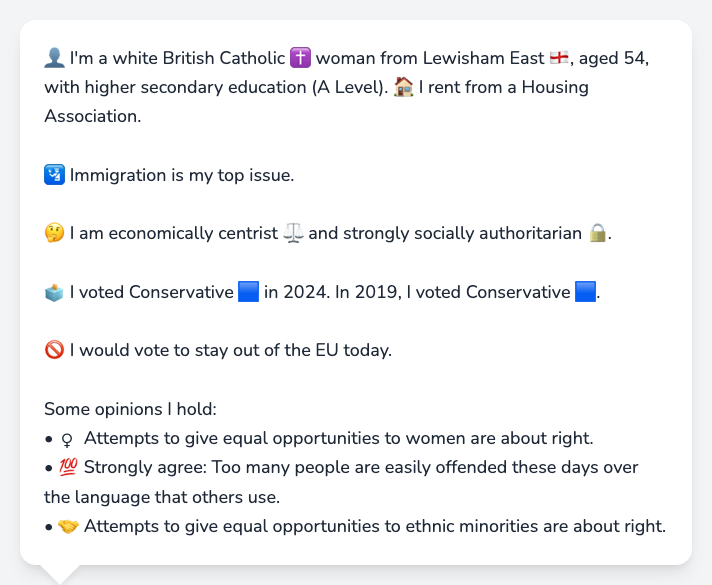 👤 I'm a white British Catholic ✝️ woman from Lewisham East 🏴󠁧󠁢󠁥󠁮󠁧󠁿, aged 54,
with higher secondary education (A Level). 🏠 I rent from a Housing
Association.
🛂 Immigration is my top issue.
🤔 I am economically centrist ⚖️ and strongly socially authoritarian 🔒.
🗳️ I voted Conservative 🟦 in 2024. In 2019, I voted Conservative 🟦.
🚫 I would vote to stay out of the EU today.
Some opinions I hold:
• ♀ Attempts to give equal opportunities to women are about right.
• 💯 Strongly agree: Too many people are easily offended these days over
the language that others use.
• 🤝 Attempts to give equal opportunities to ethnic minorities are about right.